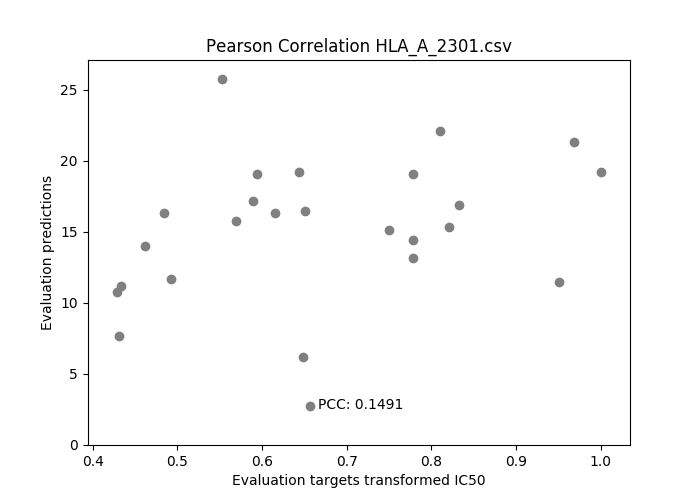 Pearson Correlation HLA_A_2301.csv
25
20
15
10
5
0
Evaluation predictions
PCC: 0.1491
0.4 0.5 0.6 0.7 0.8 0.9 1.0
Evaluation targets transformed IC50